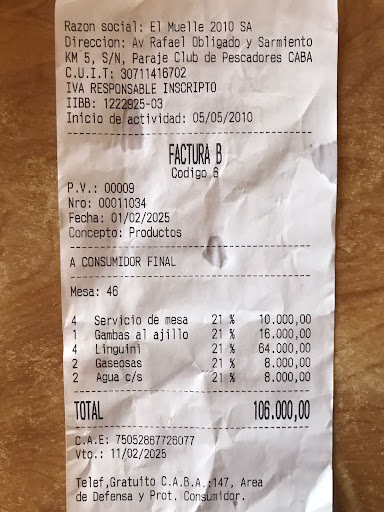 Razon social: El Muelle 2010 SA
Direccion: Av Rafael Obligado y Sarmiento
KM 5, S/N, Paraje Club de Pescadores CABA
C.U.I.T: 30711416702
IVA RESPONSABLE INSCRIPTO
IIBB: 1222925-03
Inicio de actividad: 05/05/2010
FACTURA B
Codigo 6
P.V.: 00009
Nro: 00011034
Fecha: 01/02/2025
Concepto: Productos
A CONSUMIDOR FINAL
Mesa: 46
4 Servicio de mesa 21 % 10.000,00
1 Gambas al ajillo 21 % 16.000,00
4 Linguini 21 % 64.000,00
2 Gaseosas 21 % 8.000,00
2 Agua c/s 21 % 8.000,00
TOTAL 106.000,00
C.A.E: 75052867726077
Vto.: 11/02/2025
Telef,Gratuito C.A.B.A.:147, Area
de Defensa y Prot. Consumidor.